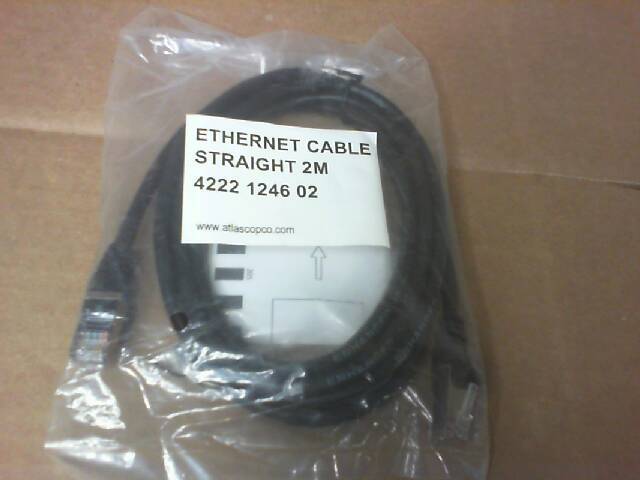 ETHERNET CABLE
STRAIGHT 2M
4222 1246 02
www.atlascopco.com